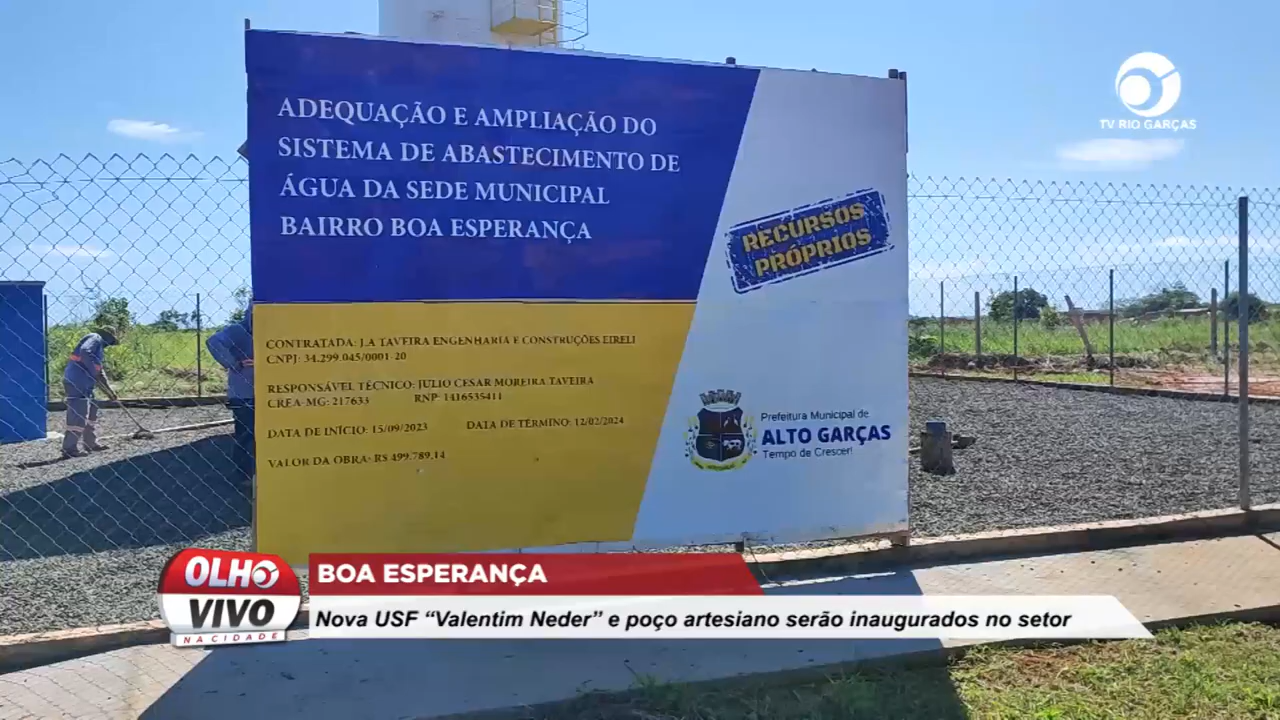 TV RIO GARÇAS
ADEQUAÇÃO E AMPLIAÇÃO DO
SISTEMA DE ABASTECIMENTO DE
ÁGUA DA SEDE MUNICIPAL
BAIRRO BOA ESPERANÇA
RECURSOS
PRÓPRIOS
CONTRATADA: J.A TAVEIRA ENGENHARIA E CONSTRUÇÕES EIRELI
CNPJ: 34.299.045/0001-20
RESPONSÁVEL TÉCNICO: JULIO CESAR MOREIRA TAVEIRA
CREA-MG: 217633 RNP: 1416535411
DATA DE INÍCIO: 15/09/2023 DATA DE TÉRMINO: 12/02/2024
VALOR DA OBRA: R$ 499.789,14
Prefeitura Municipal de
ALTO GARÇAS
Tempo de Crescer!
OLHO
VIVO
NA CIDADE
BOA ESPERANÇA
Nova USF “Valentim Neder” e poço artesiano serão inaugurados no setor